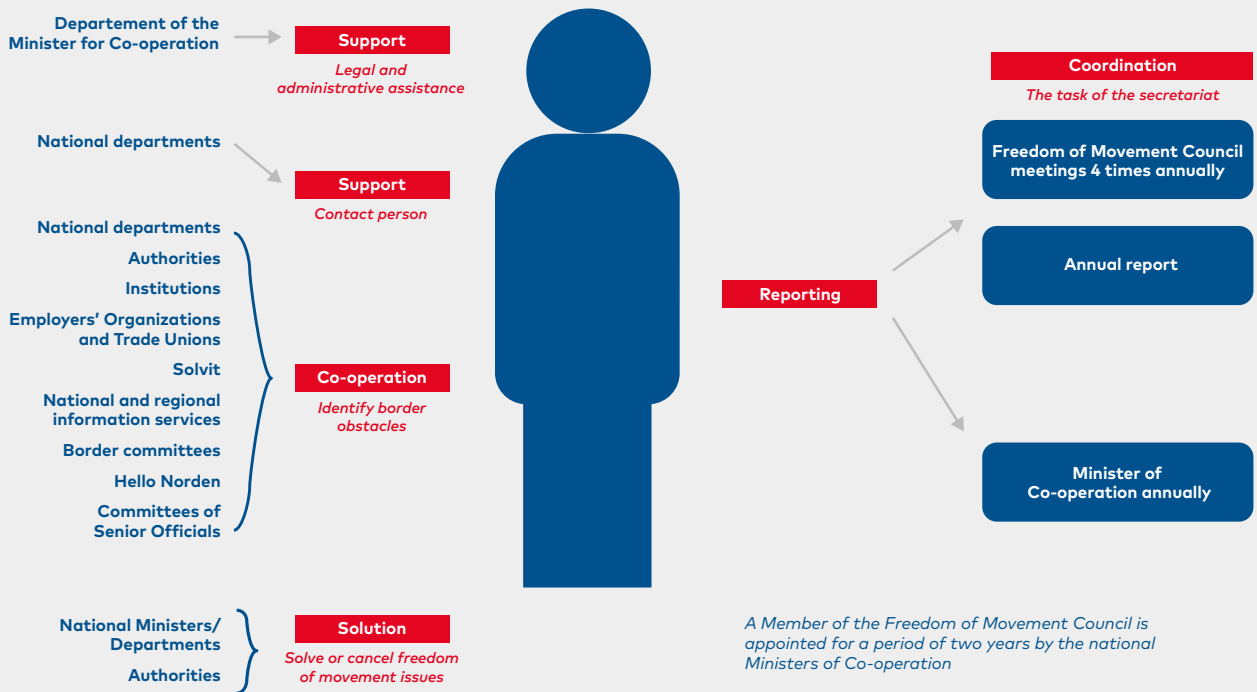 Departement of the
Minister for Co-operation
Support
Legal and
administrative assistance
National departments
Support
Contact person
National departments
Authorities
Institutions
Employers' Organizations
and Trade Unions
Solvit
National and regional
information services
Border committees
Hello Norden
Committees of
Senior Officials
Co-operation
Identify border
obstacles
National Ministers/
Departments
Authorities
Solution
Solve or cancel freedom
of movement issues
Reporting
Coordination
The task of the secretariat
Freedom of Movement Council
meetings 4 times annually
Annual report
Minister of
Co-operation annually
A Member of the Freedom of Movement Council is
appointed for a period of two years by the national
Ministers of Co-operation